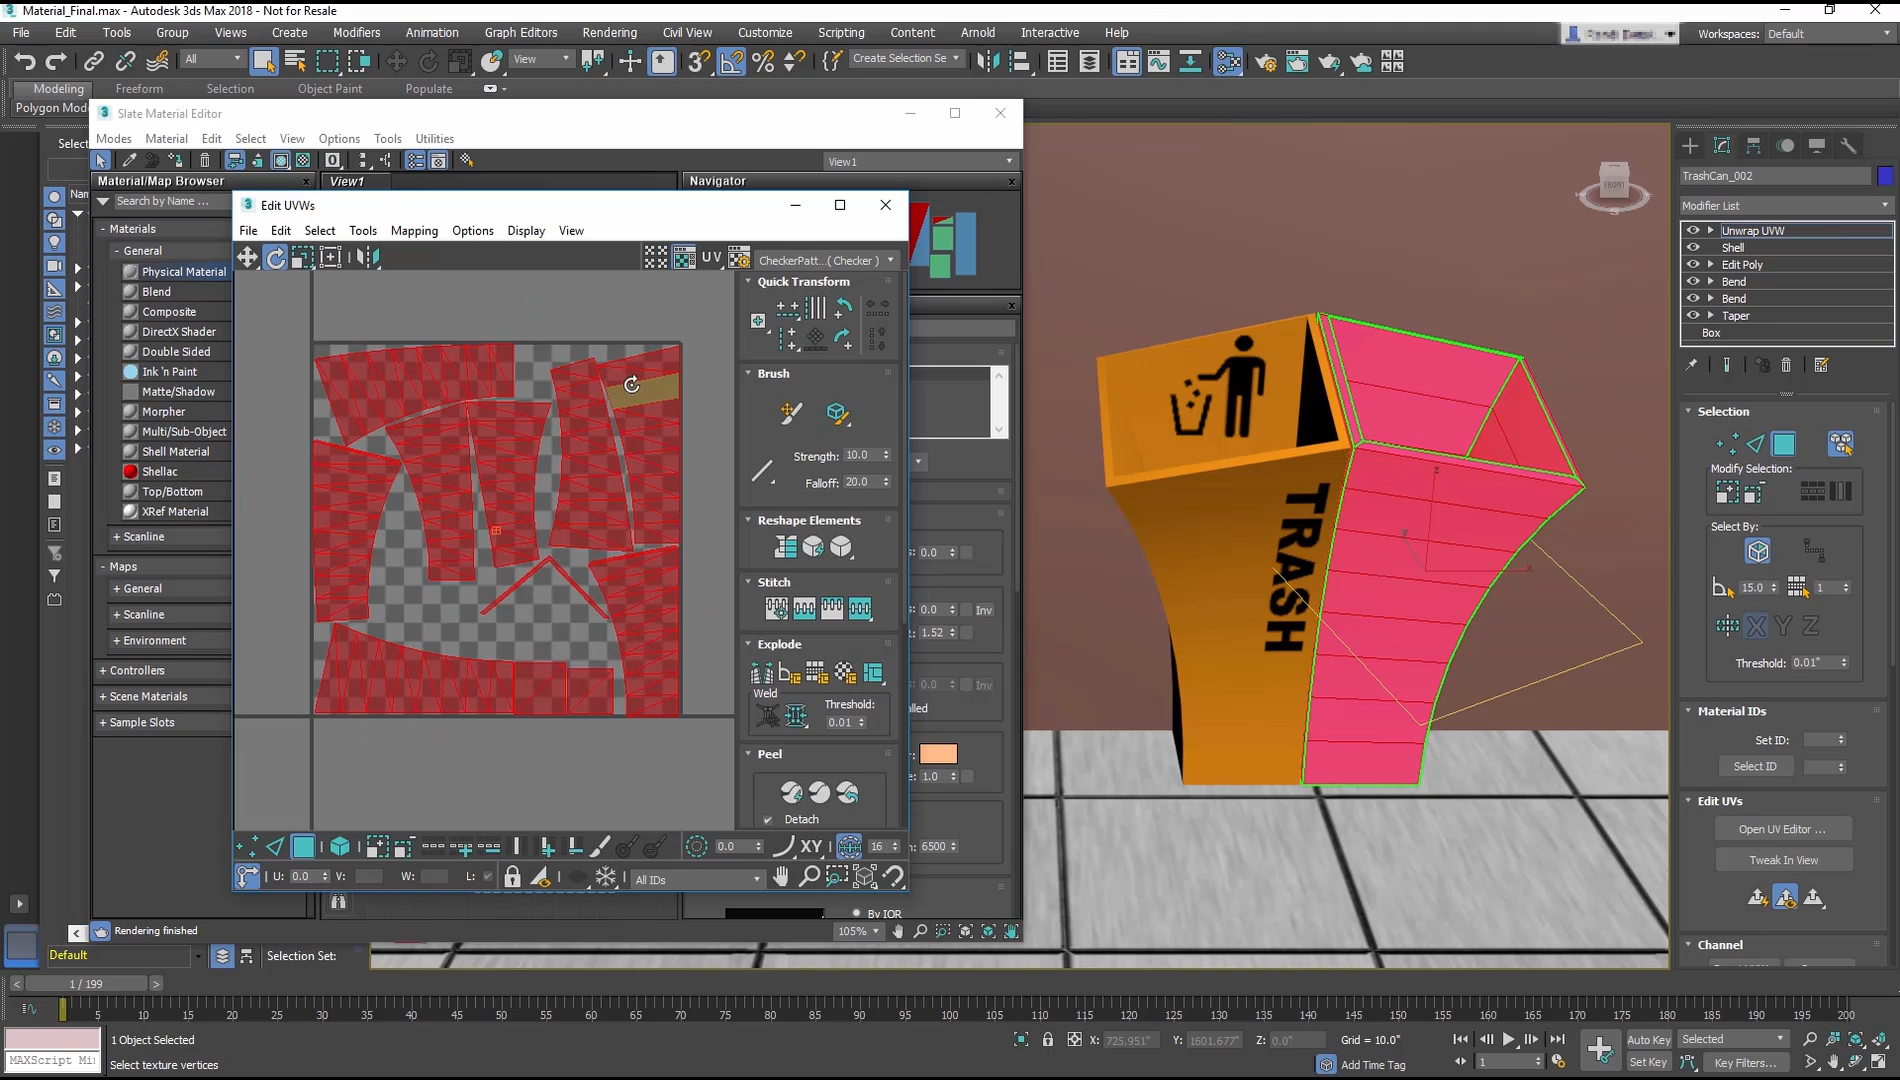 Material_Final.max - Autodesk 3ds Max 2018 - Not for Resale
File Edit Tools Group Views Create Modifiers Animation Graph Editors Rendering Civil View Customize Scripting Content Arnold Interactive Help
Workspaces: Default
All
View
Create Selection Se
Modeling Freeform Selection Object Paint Populate
Polygon Mode
Slate Material Editor
Select
Modes Material Edit Select View Options Tools Utilities
View1
Material/Map Browser x
View1
Navigator x
Search by Name ...
- Materials
- General
Physical Material
Blend
Composite
DirectX Shader
Double Sided
Ink 'n Paint
Matte/Shadow
Morpher
Multi/Sub-Object
Shell Material
Shellac
Top/Bottom
XRef Material
+ Scanline
- Maps
+ General
+ Scanline
+ Environment
+ Controllers
+ Scene Materials
+ Sample Slots
Edit UVWs
File Edit Select Tools Mapping Options Display View
UV
CheckerPatt...( Checker )
Quick Transform
Brush
Strength: 10.0
Falloff: 20.0
Reshape Elements
Stitch
Explode
Weld
Threshold:
0.01
Peel
Detach
0.0
XY
16
U: 0.0 V: W: L:
All IDs
0.0
0.0 Inv
1.52
0.0 Inv
1.0
6500
By IOR
Rendering finished
105%
TRASH
FRONT
TrashCan_002
Modifier List
Unwrap UVW
Shell
Edit Poly
Bend
Bend
Taper
Box
Selection
Modify Selection:
Select By:
15.0 1
X Y Z
Threshold: 0.01"
Material IDs
Set ID:
Select ID
Edit UVs
Open UV Editor ...
Tweak In View
Channel
Default
Selection Set:
< 1 / 199 >
5 10 15 20 25 30 35 40 45 50 55 60 65 70 75 80 85 90 95 100 105 110 115 120 125 130 135 140 145 150 155 160 165 170 175 180 185 190 195 200
1 Object Selected
MAXScript Mi
Select texture vertices
X: 725.951" Y: 1601.677" Z: 0.0" Grid = 10.0"
Add Time Tag
1
Auto Key Selected
Set Key Key Filters...